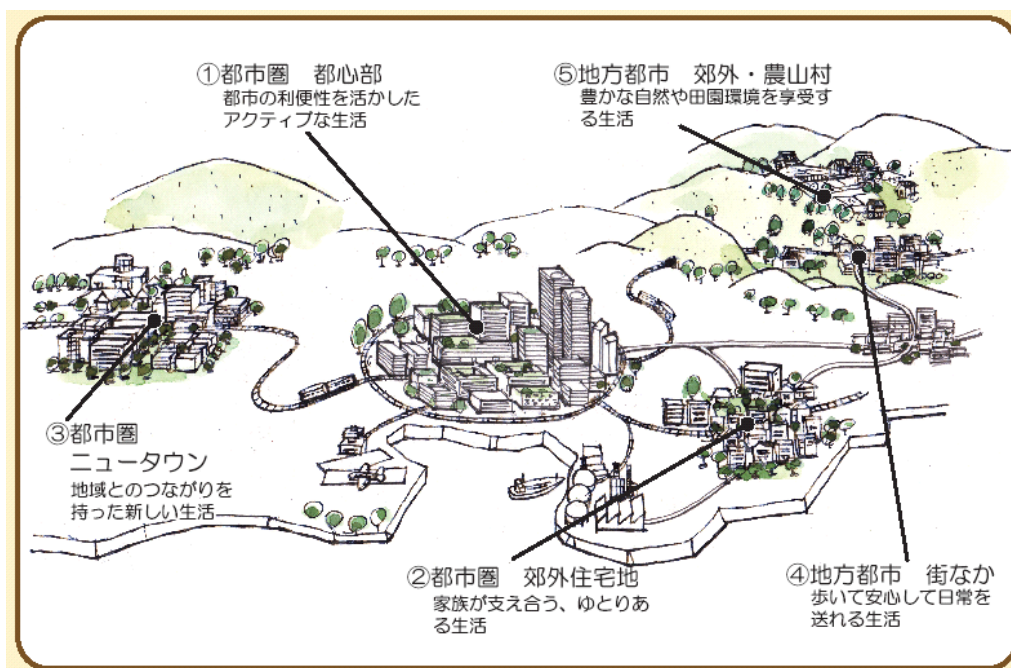 ①都市圏　都心部
都市の利便性を活かした
アクティブな生活
⑤地方都市　郊外・農山村
豊かな自然や田園環境を享受す
る生活
③都市圏
ニュータウン
地域とのつながりを
持った新しい生活
②都市圏　郊外住宅地
家族が支え合う、ゆとりあ
る生活
④地方都市　街なか
歩いて安心して日常を
送れる生活